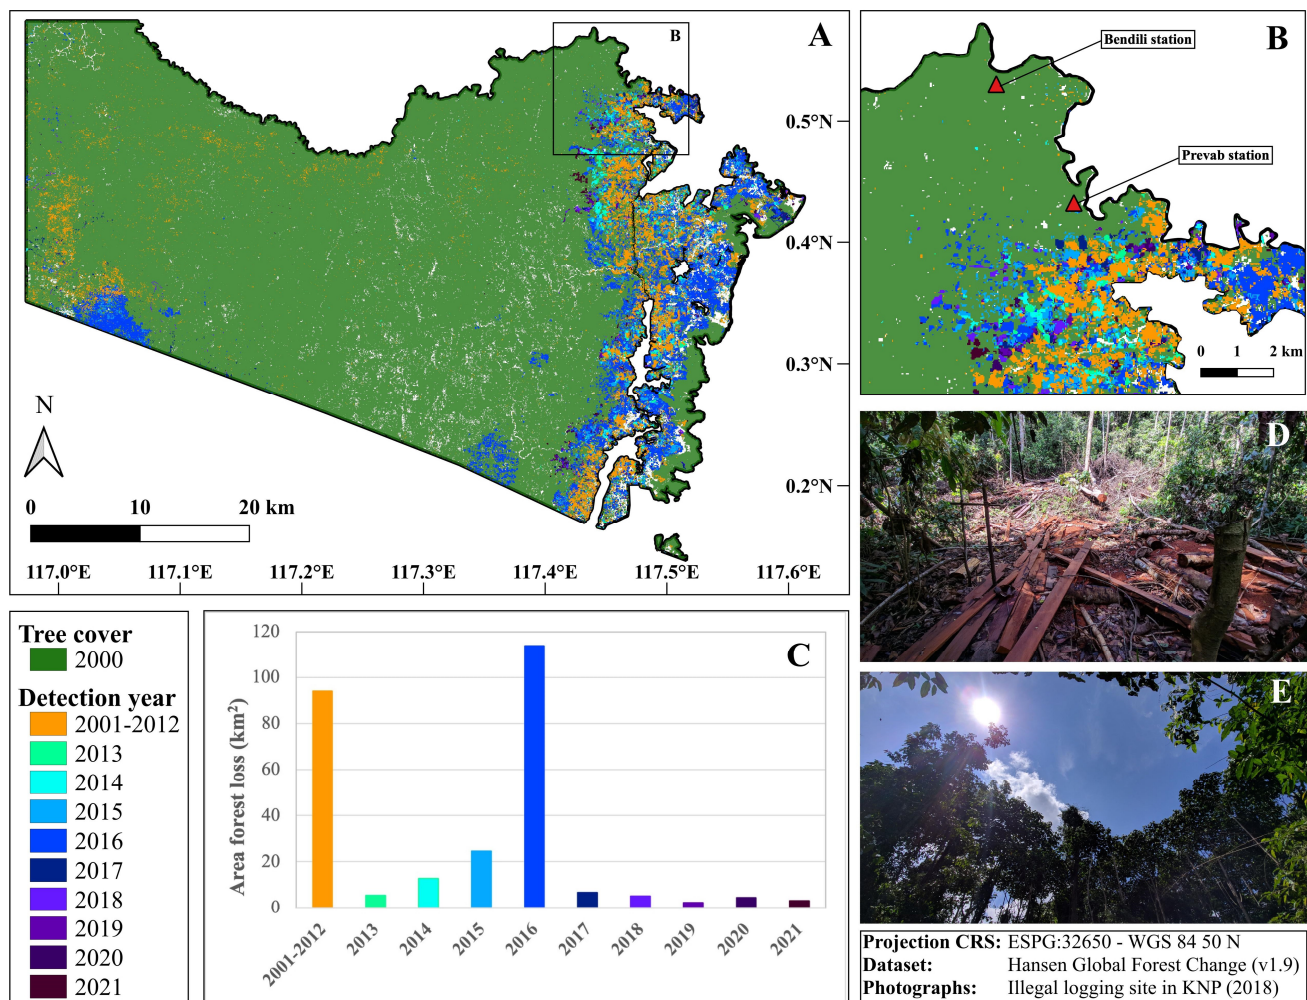 A
B
0.5°N
0.4°N
0.3°N
0.2°N
N
0 10 20 km
117.0°E 117.1°E 117.2°E 117.3°E 117.4°E 117.5°E 117.6°E
B
Bendili station
Prevab station
0 1 2 km
Tree cover
2000
Detection year
2001-2012
2013
2014
2015
2016
2017
2018
2019
2020
2021
C
Area forest loss (km²)
120
100
80
60
40
20
0
2001-2012 2013 2014 2015 2016 2017 2018 2019 2020 2021
D
E
Projection CRS: ESPG:32650 - WGS 84 50 N
Dataset: Hansen Global Forest Change (v1.9)
Photographs: Illegal logging site in KNP (2018)